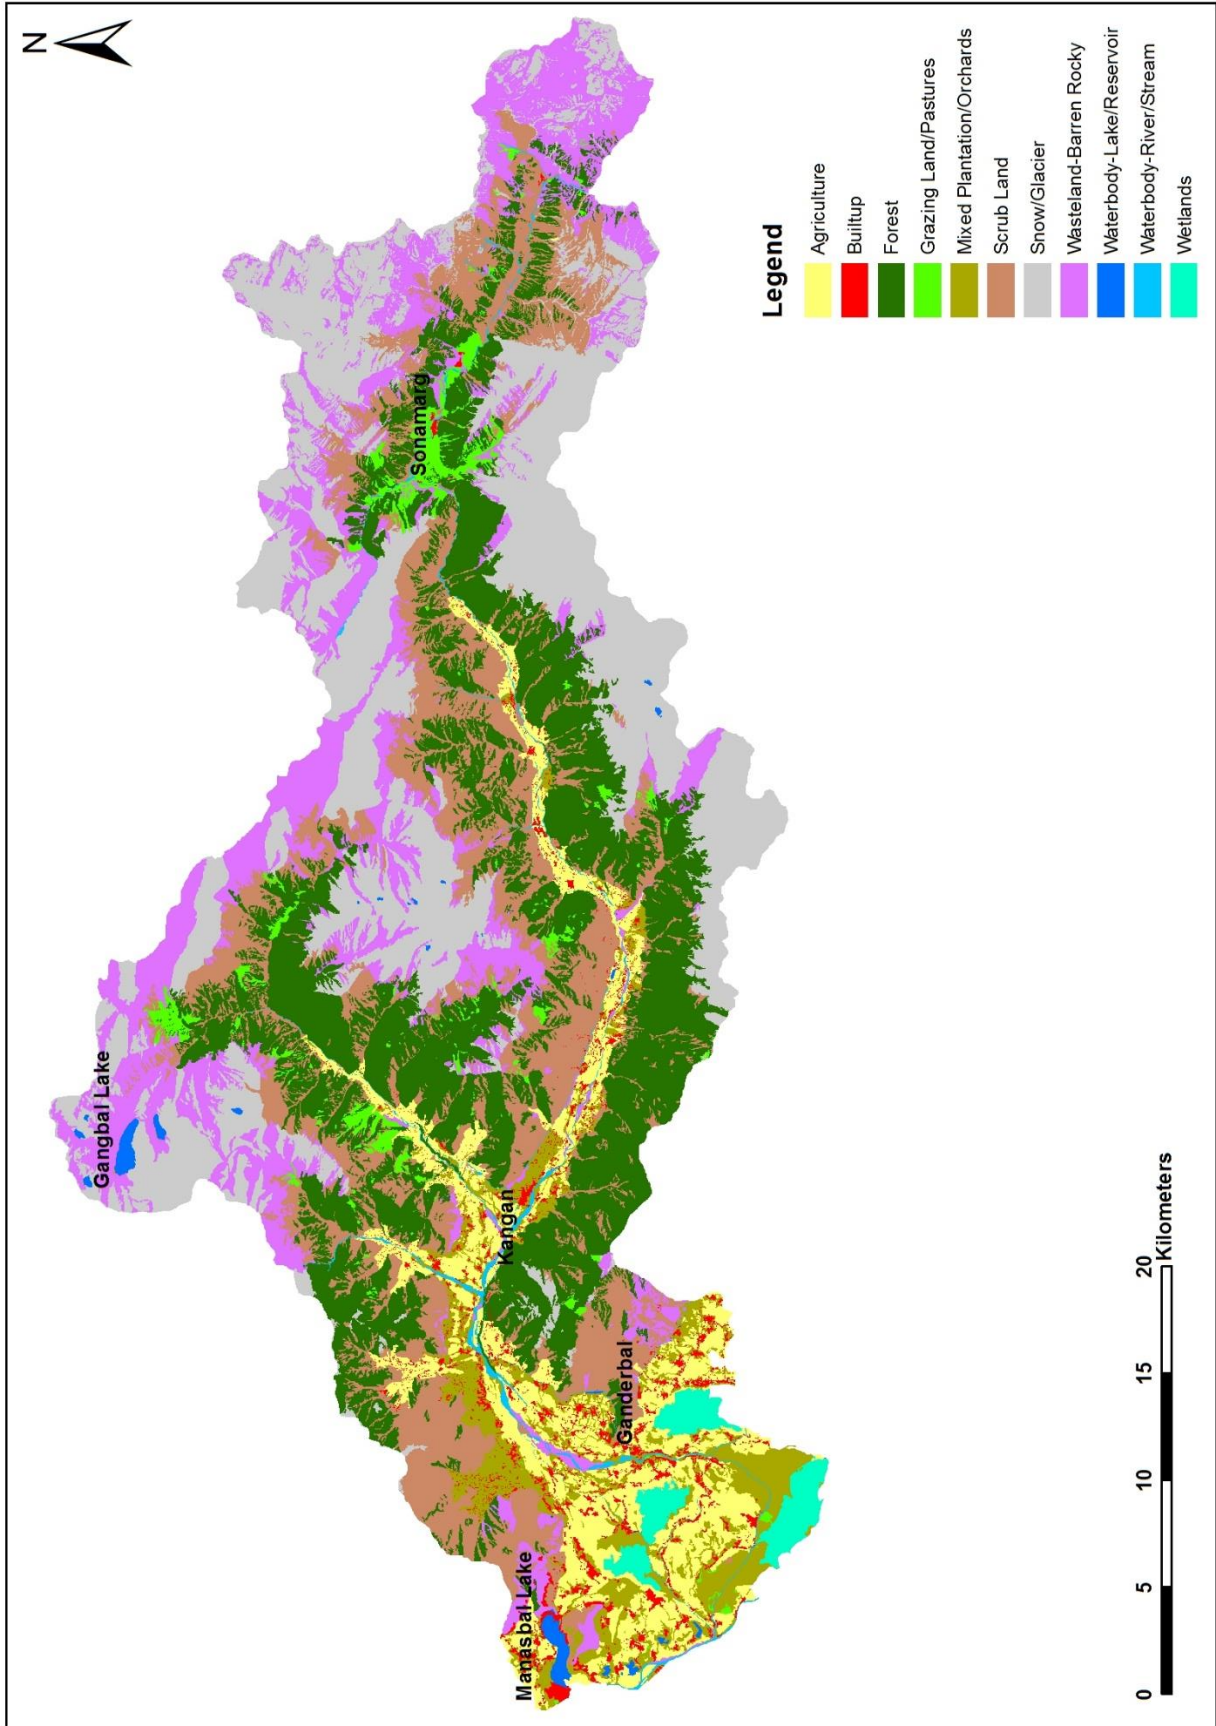 N
Gangbal Lake
Sonamarg
Kangan
Manasbal Lake
Ganderbal
Legend
Agriculture
Builtup
Forest
Grazing Land/Pastures
Mixed Plantation/Orchards
Scrub Land
Snow/Glacier
Wasteland-Barren Rocky
Waterbody-Lake/Reservoir
Waterbody-River/Stream
Wetlands
0 5 10 15 20
Kilometers